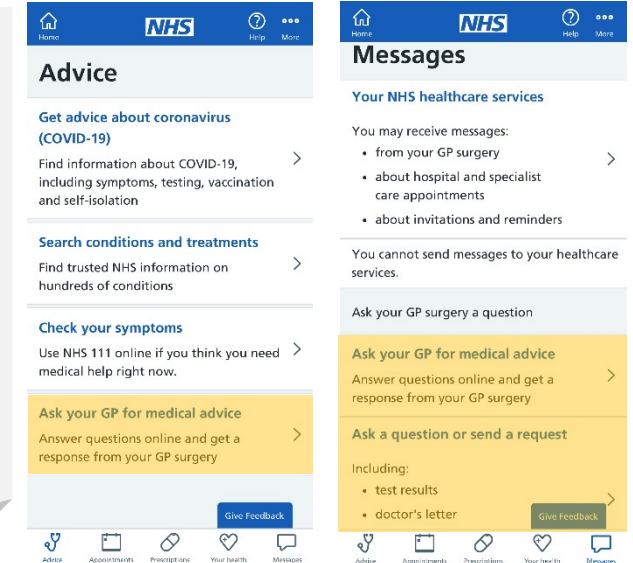 Home
NHS
Help
More
Advice
Get advice about coronavirus
(COVID-19)
Find information about COVID-19,
including symptoms, testing, vaccination
and self-isolation
Search conditions and treatments
Find trusted NHS information on
hundreds of conditions
Check your symptoms
Use NHS 111 online if you think you need
medical help right now.
Ask your GP for medical advice
Answer questions online and get a
response from your GP surgery
Give Feedback
Advice
Appointments
Prescriptions
Your health
Messages
Home
NHS
Help
More
Messages
Your NHS healthcare services
You may receive messages:
• from your GP surgery
• about hospital and specialist
care appointments
• about invitations and reminders
You cannot send messages to your healthcare
services.
Ask your GP surgery a question
Ask your GP for medical advice
Answer questions online and get a
response from your GP surgery
Ask a question or send a request
Including:
• test results
• doctor's letter
Give Feedback
Advice
Appointments
Prescriptions
Your health
Messages